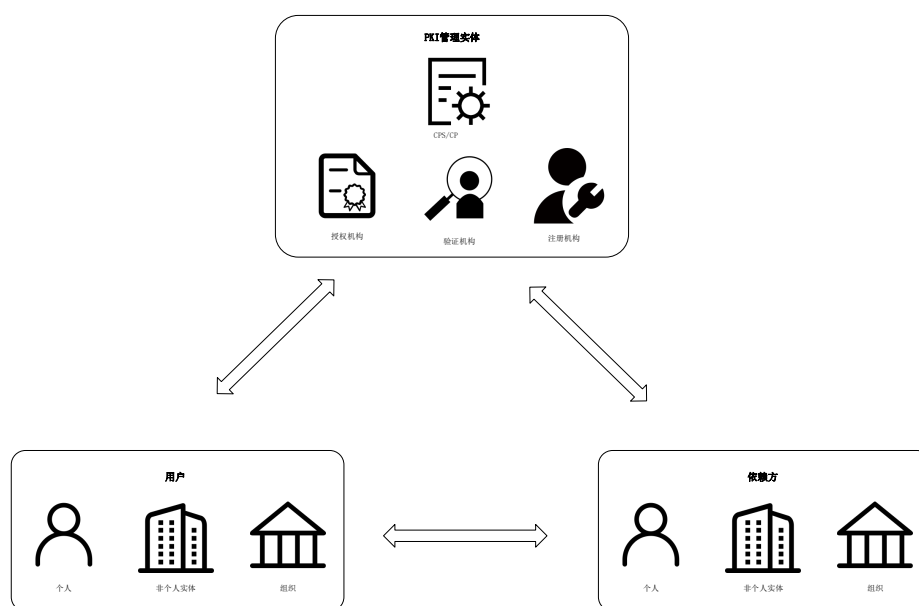 PKI管理实体
CPS/CP
授权机构
验证机构
注册机构
用户
个人
非个人实体
组织
依赖方
个人
非个人实体
组织